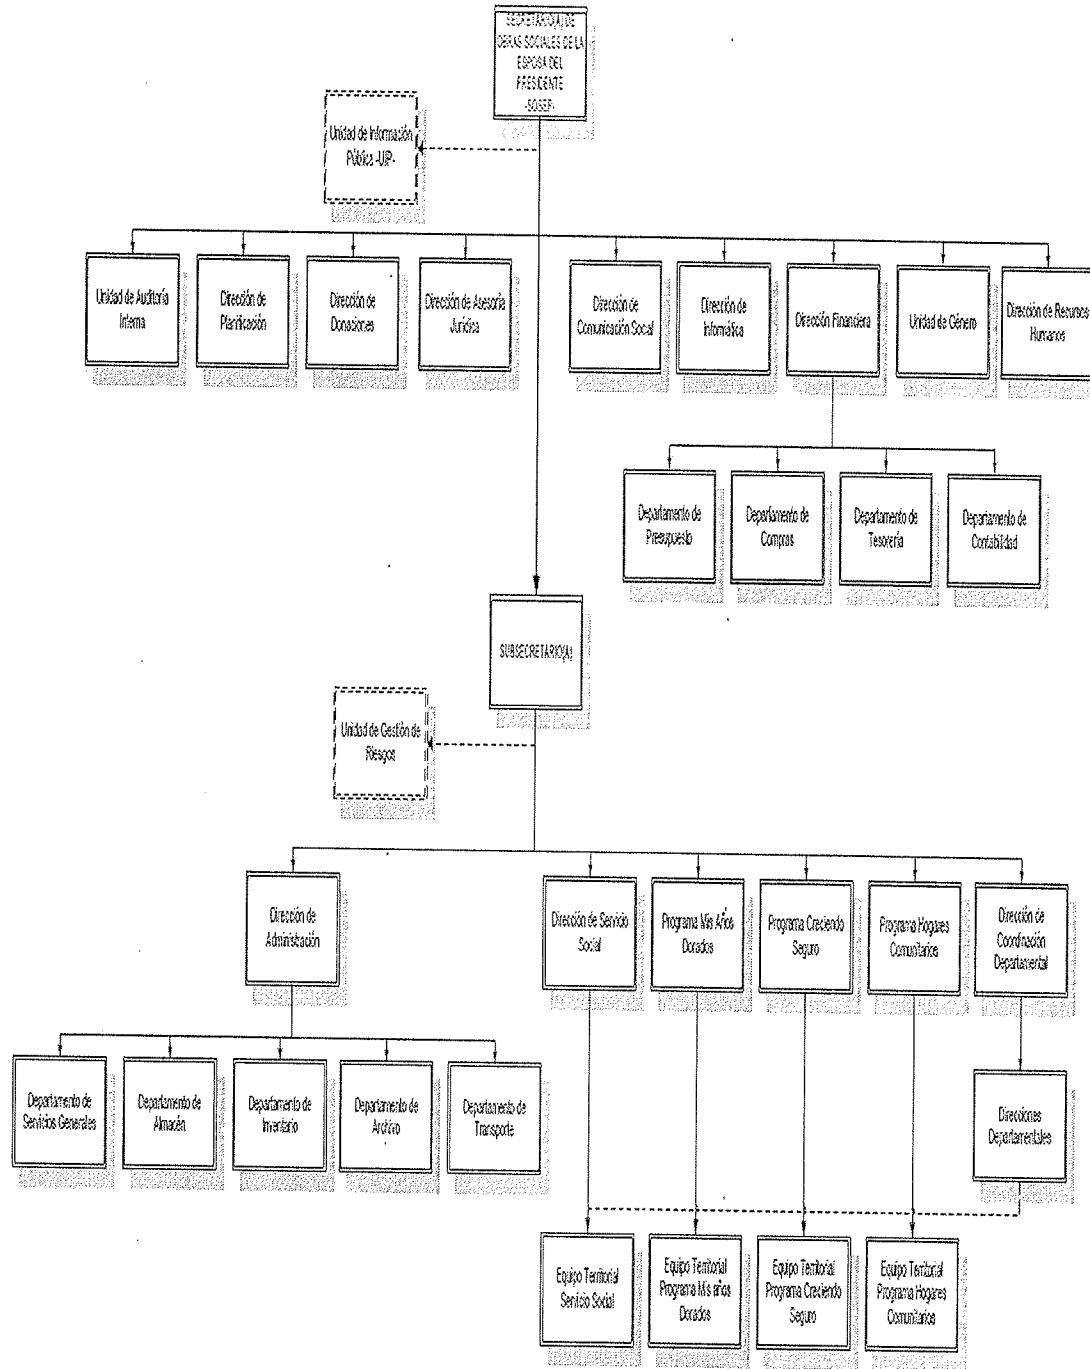 SECRETARIO(A) DE
OBRAS SOCIALES DE LA
ESPOSA DEL
PRESIDENTE
-SOSEP-
Unidad de Información
Pública -UIP-
Unidad de Auditoría
Interna
Dirección de
Planificación
Dirección de
Donaciones
Dirección de Asesoría
Jurídica
Dirección de
Comunicación Social
Dirección de
Informática
Dirección Financiera
Unidad de Género
Dirección de Recursos
Humanos
Departamento de
Presupuesto
Departamento de
Compras
Departamento de
Tesorería
Departamento de
Contabilidad
SUBSECRETARIO(A)
Unidad de Gestión de
Riesgos
Dirección de
Administración
Dirección de Servicio
Social
Programa Mis Años
Dorados
Programa Creciendo
Seguro
Programa Hogares
Comunitarios
Dirección de
Coordinación
Departamental
Departamento de
Servicios Generales
Departamento de
Almacén
Departamento de
Inventario
Departamento de
Archivo
Departamento de
Transporte
Direcciones
Departamentales
Equipo Territorial
Servicio Social
Equipo Territorial
Programa Mis años
Dorados
Equipo Territorial
Programa Creciendo
Seguro
Equipo Territorial
Programa Hogares
Comunitarios